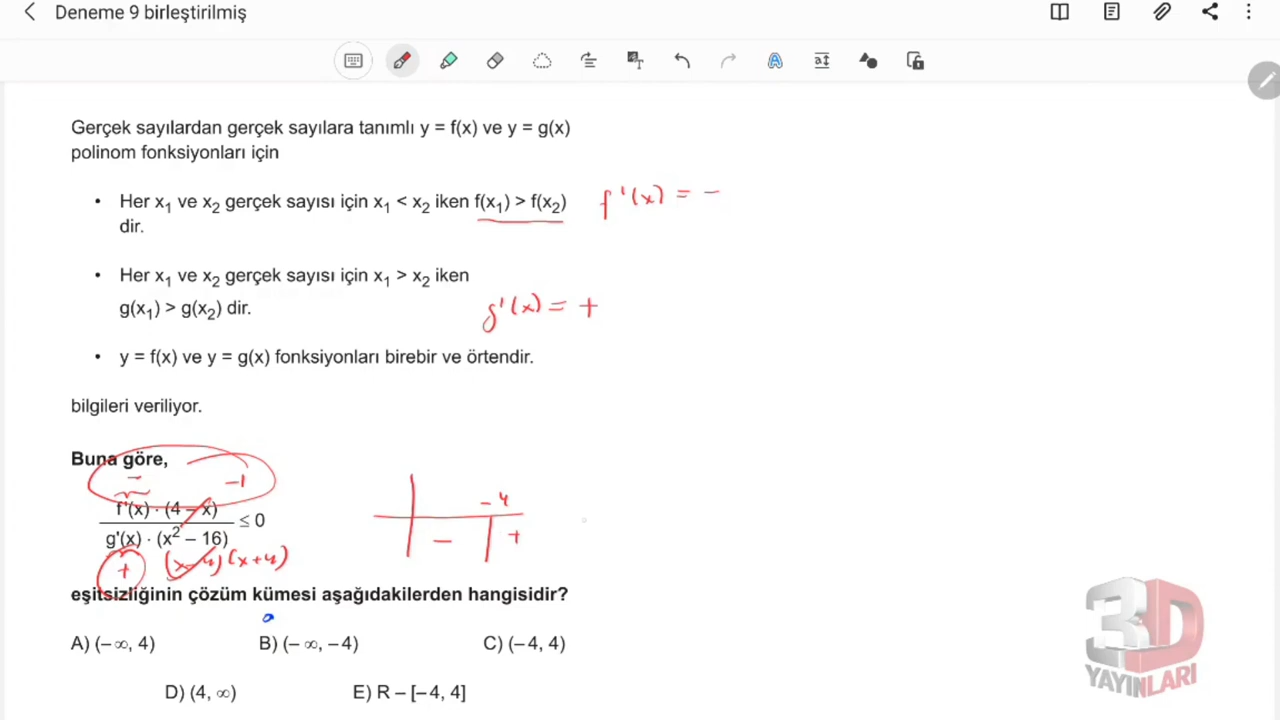 Deneme 9 birleştirilmiş
Gerçek sayılardan gerçek sayılara tanımlı y = f(x) ve y = g(x)
polinom fonksiyonları için
• Her x₁ ve x₂ gerçek sayısı için x₁ < x₂ iken f(x₁) > f(x₂) f'(x) = −
dir.
• Her x₁ ve x₂ gerçek sayısı için x₁ > x₂ iken
g(x₁) > g(x₂) dir. g'(x) = +
• y = f(x) ve y = g(x) fonksiyonları birebir ve örtendir.
bilgileri veriliyor.
Buna göre,
− −1
f'(x) · (4 − x)
≤ 0
g'(x) · (x² − 16)
+ (x−4)(x+4)
−4
− +
eşitsizliğinin çözüm kümesi aşağıdakilerden hangisidir?
A) (− ∞, 4) B) (− ∞, −4) C) (−4, 4)
D) (4, ∞) E) R − [−4, 4]
3D
YAYINLARI